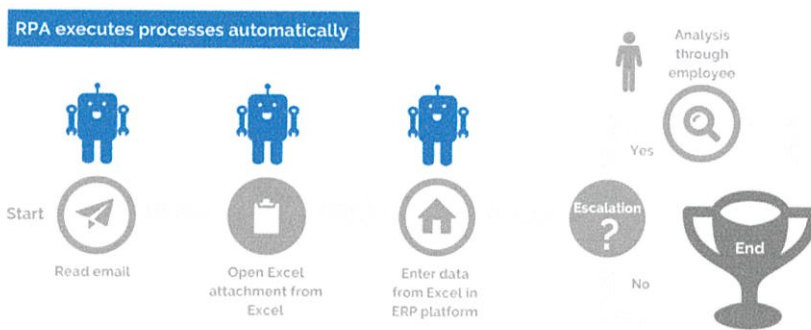 RPA executes processes automatically
Analysis
through
employee
Yes
Start
Escalation
?
End
Read email
Open Excel
attachment from
Excel
Enter data
from Excel in
ERP platform
No